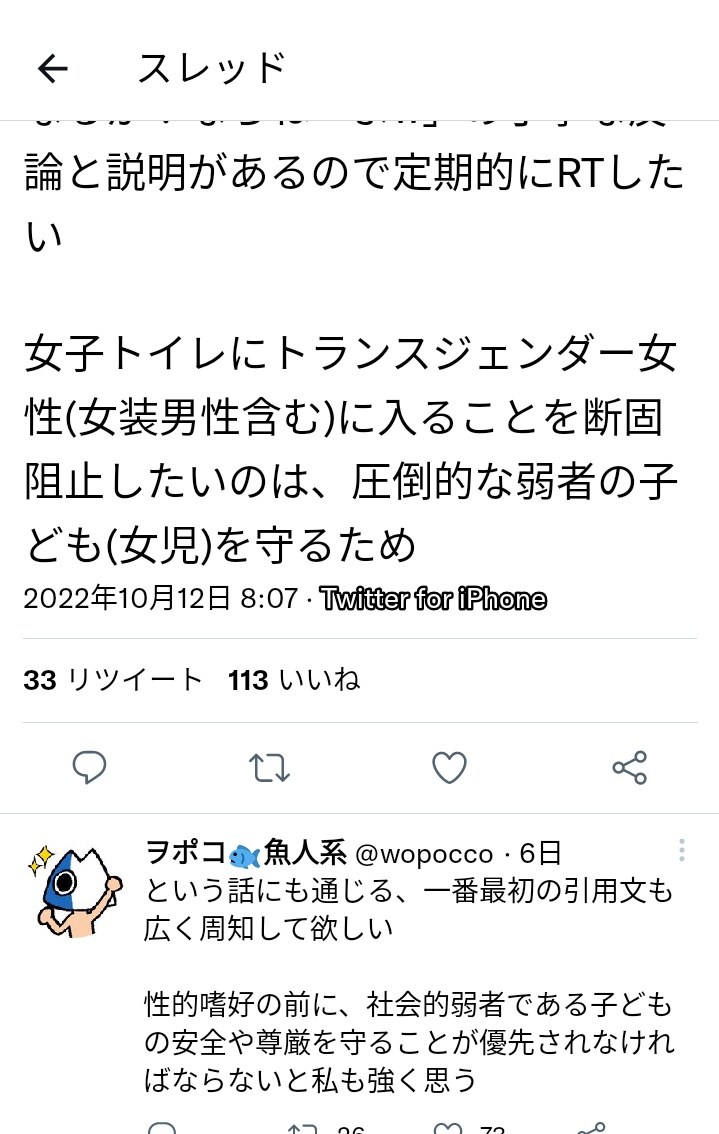 スレッド
論と説明があるので定期的にRTした
い
女子トイレにトランスジェンダー女
性(女装男性含む)に入ることを断固
阻止したいのは、圧倒的な弱者の子
ども(女児)を守るため
2022年10月12日 8:07 · Twitter for iPhone
33 リツイート 113 いいね
ヲポコ🐟魚人系 @wopocco · 6日
という話にも通じる、一番最初の引用文も
広く周知して欲しい
性的嗜好の前に、社会的弱者である子ども
の安全や尊厳を守ることが優先されなけれ
ばならないと私も強く思う